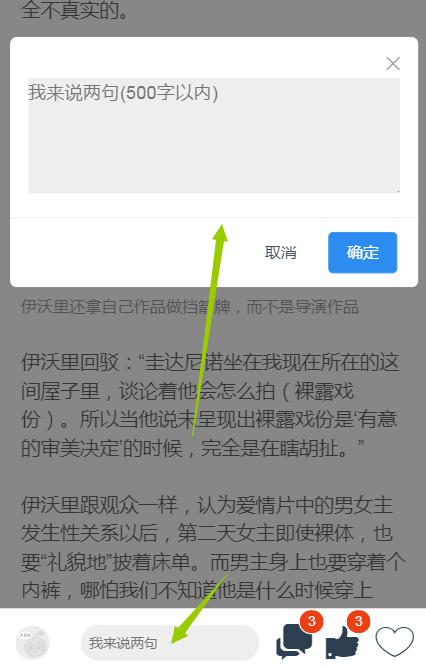 全不真实的。
我来说两句(500字以内)
取消
确定
伊沃里还拿自己作品做挡箭牌，而不是导演作品
伊沃里回驳：“圭达尼诺坐在我现在所在的这
间屋子里，谈论着他会怎么拍（裸露戏
份）。所以当他说未呈现出裸露戏份是‘有意
的审美决定’的时候，完全是在瞎胡扯。”
伊沃里跟观众一样，认为爱情片中的男女主
发生性关系以后，第二天女主即使裸体，也
要“礼貌地”披着床单。而男主身上也要穿着个
内裤，哪怕我们不知道他是什么时候穿上
我来说两句
3
3